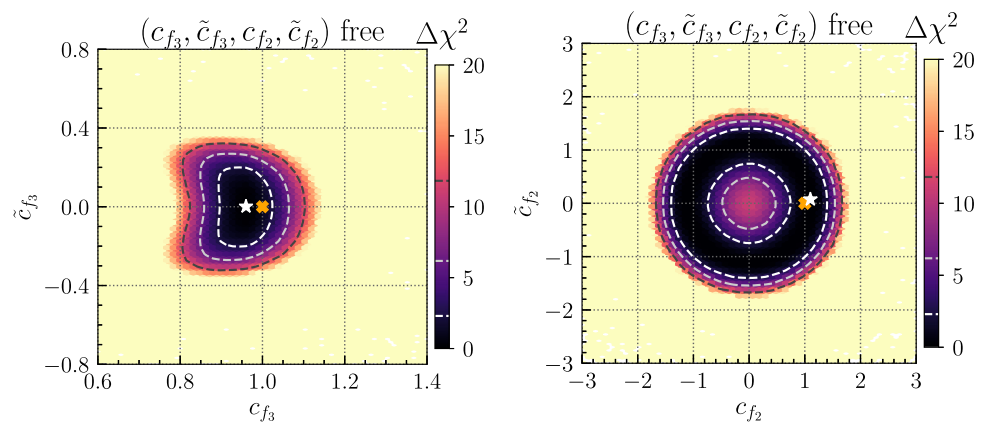 (c_{f_3}, \tilde{c}_{f_3}, c_{f_2}, \tilde{c}_{f_2}) free
Δχ²
0.8
0.4
0.0
−0.4
−0.8
\tilde{c}_{f_3}
0.6 0.8 1.0 1.2 1.4
c_{f_3}
20
15
10
5
0
(c_{f_3}, \tilde{c}_{f_3}, c_{f_2}, \tilde{c}_{f_2}) free
Δχ²
3
2
1
0
−1
−2
−3
\tilde{c}_{f_2}
−3 −2 −1 0 1 2 3
c_{f_2}
20
15
10
5
0